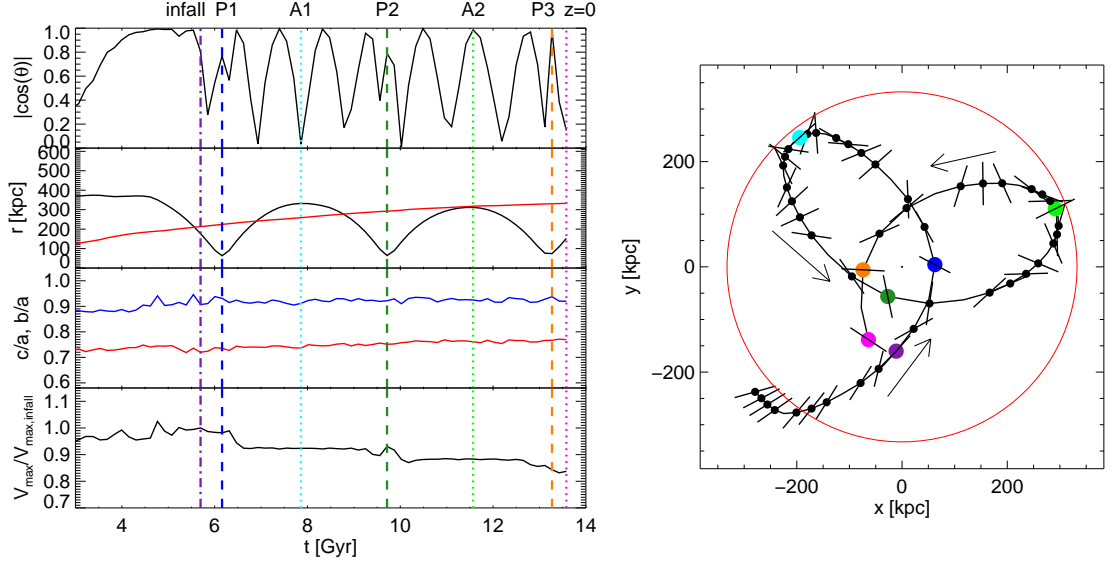 infall P1 A1 P2 A2 P3 z=0
|cos(θ)|
1.0
0.8
0.6
0.4
0.2
0.0
r [kpc]
600
500
400
300
200
100
0
c/a, b/a
1.0
0.9
0.8
0.7
0.6
Vmax/Vmax,infall
1.1
1.0
0.9
0.8
0.7
4 6 8 10 12 14
t [Gyr]
y [kpc]
200
0
−200
−200 0 200
x [kpc]